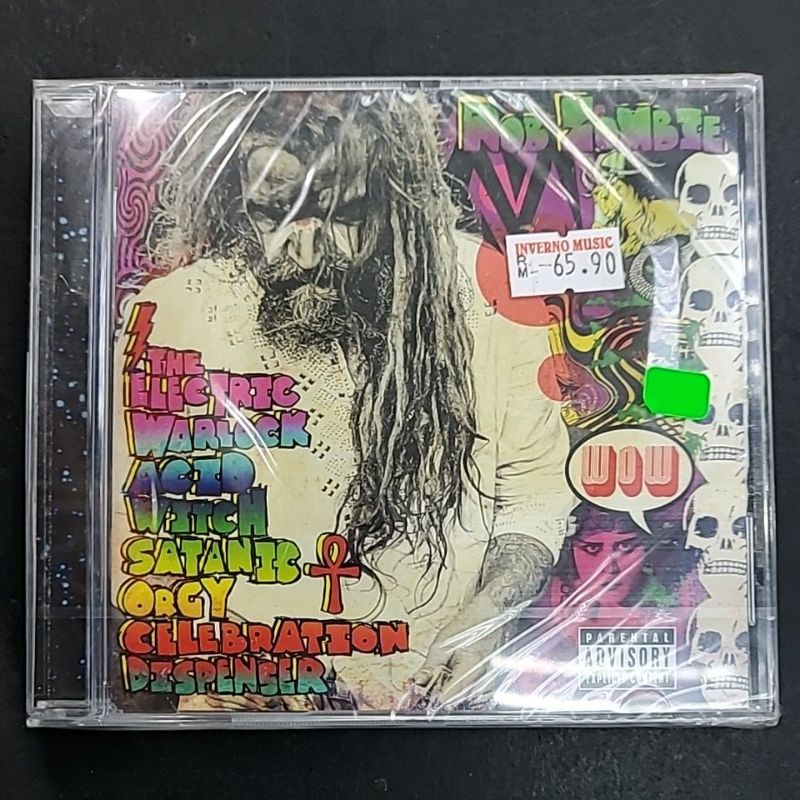 ROB ZOMBIE
INVERNO MUSIC
RM 65.90
THE
ELECTRIC
WARLOCK
ACID
WITCH
SATANIC
ORGY
CELEBRATION
DISPENSER
WOW
PARENTAL
ADVISORY
EXPLICIT CONTENT